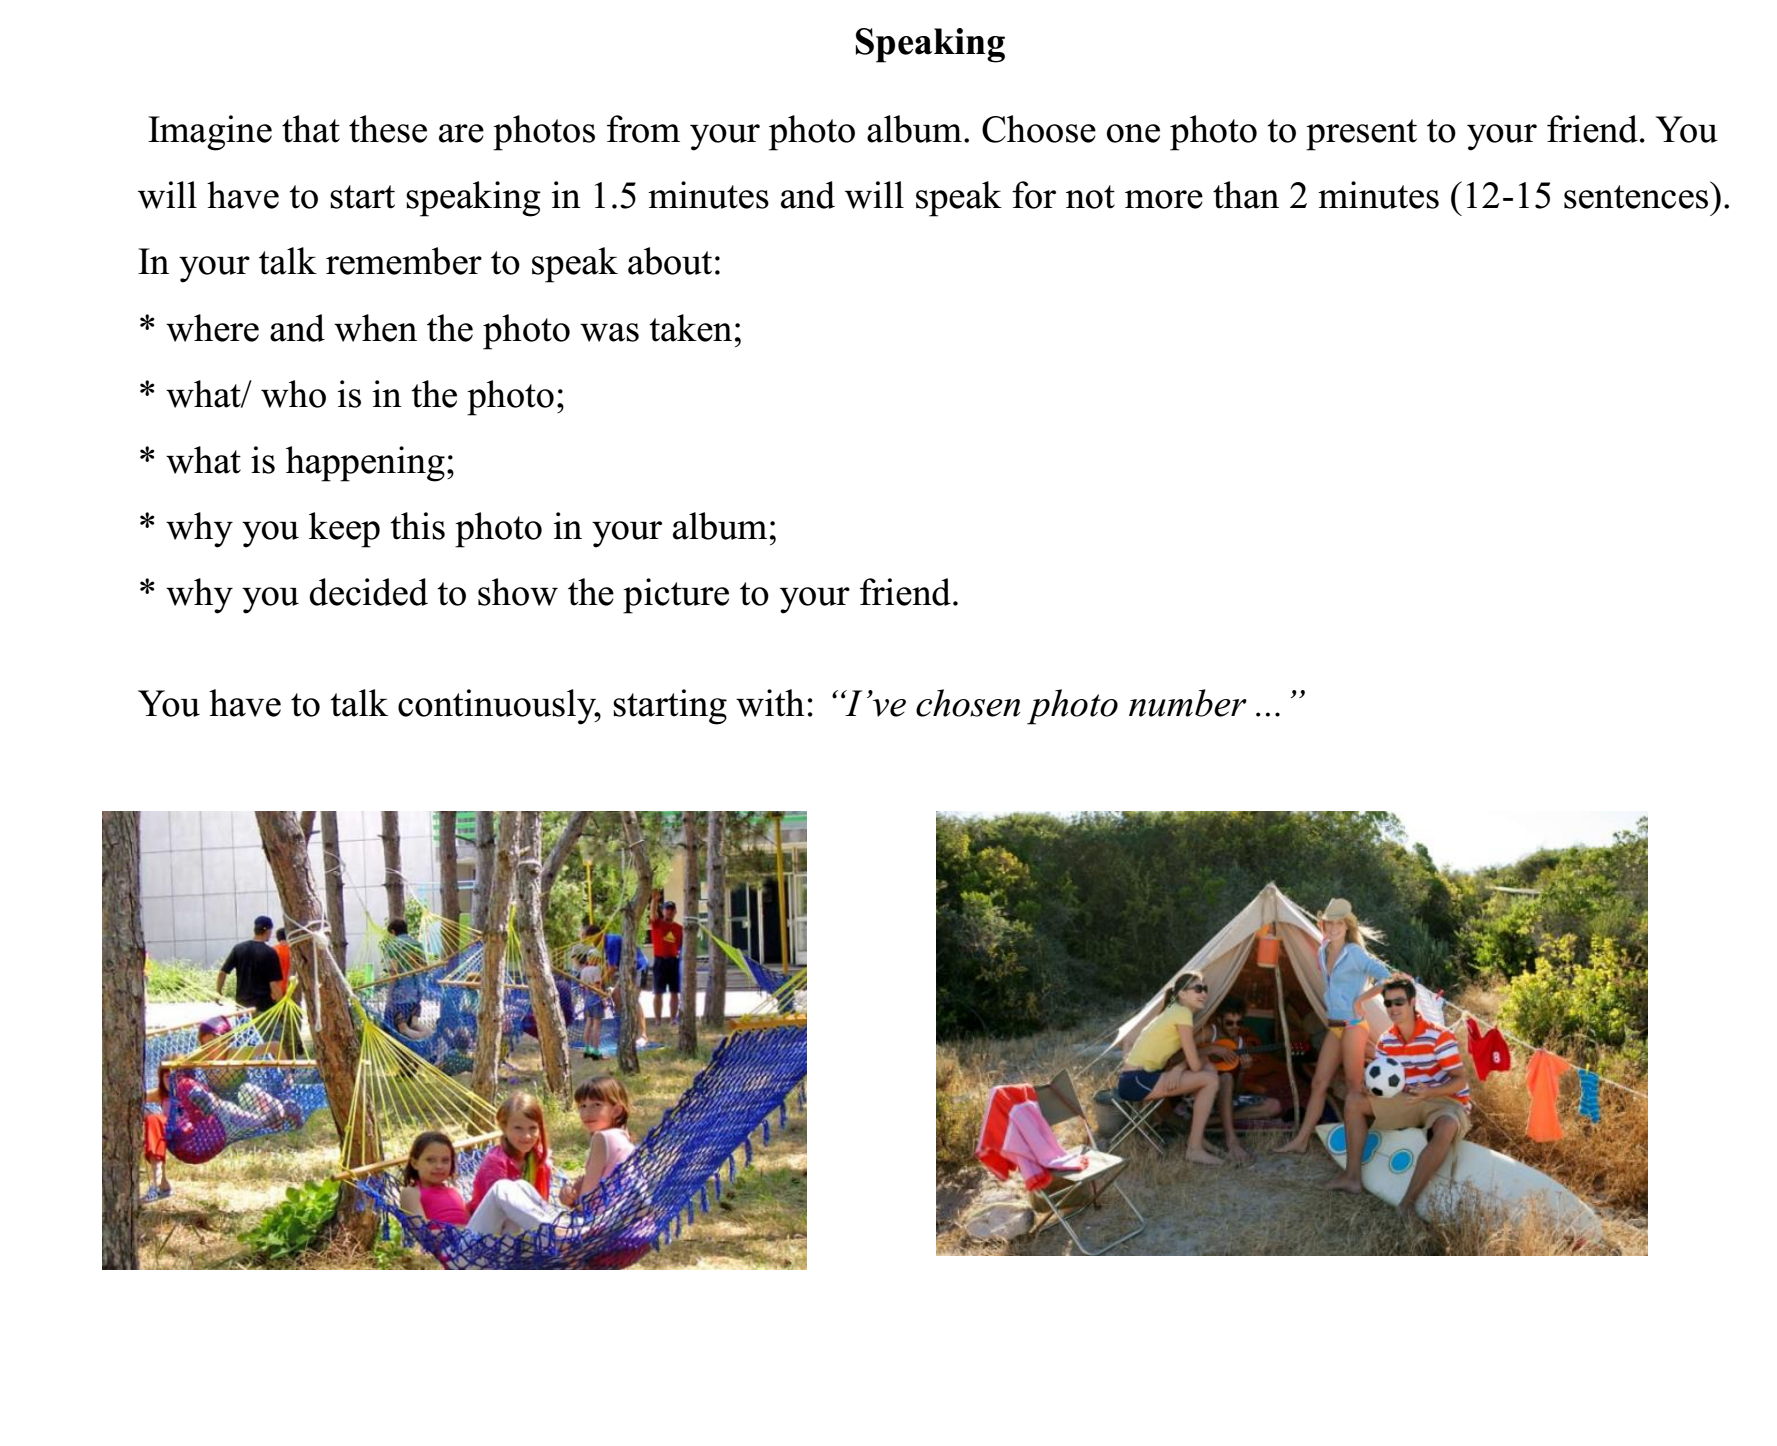 Speaking
Imagine that these are photos from your photo album. Choose one photo to present to your friend. You
will have to start speaking in 1.5 minutes and will speak for not more than 2 minutes (12-15 sentences).
In your talk remember to speak about:
* where and when the photo was taken;
* what/ who is in the photo;
* what is happening;
* why you keep this photo in your album;
* why you decided to show the picture to your friend.
You have to talk continuously, starting with: “I’ve chosen photo number ...”
8